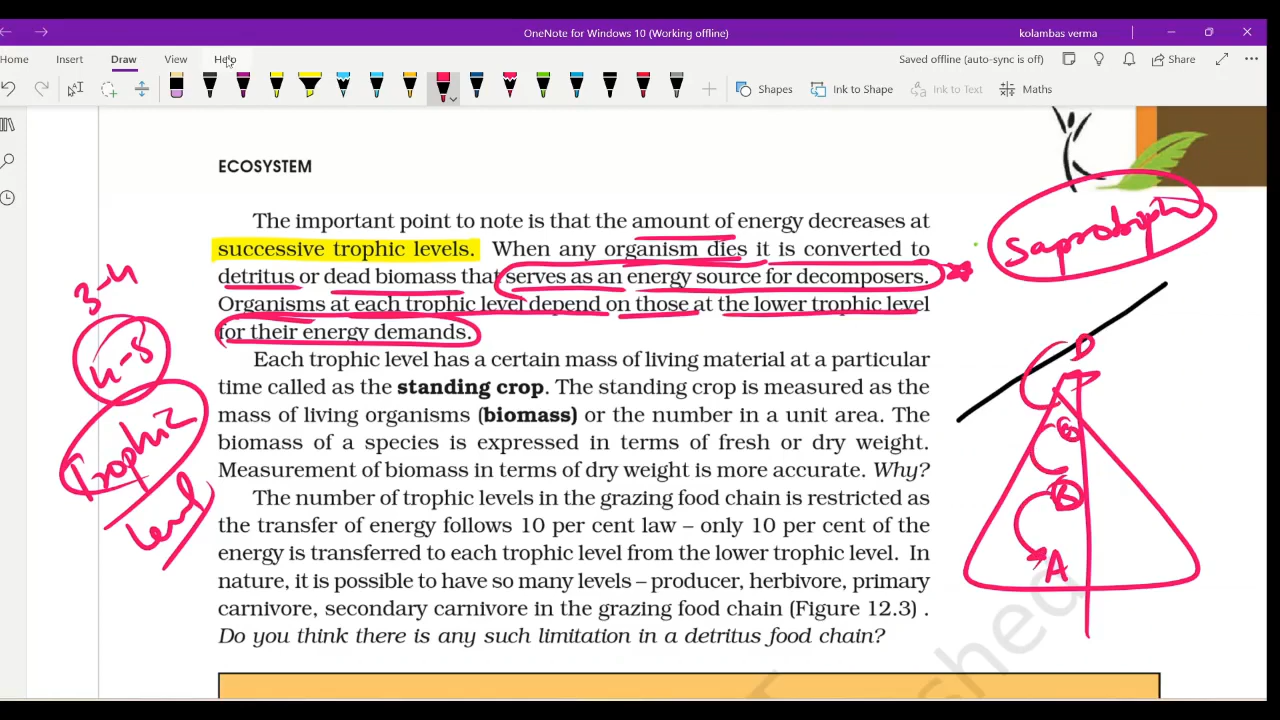 OneNote for Windows 10 (Working offline)
kolambas verma
Home Insert Draw View Help
Saved offline (auto-sync is off)
Share
Shapes
Ink to Shape
Ink to Text
Maths
ECOSYSTEM
The important point to note is that the amount of energy decreases at
successive trophic levels. When any organism dies it is converted to
detritus or dead biomass that serves as an energy source for decomposers.
Organisms at each trophic level depend on those at the lower trophic level
for their energy demands.
Each trophic level has a certain mass of living material at a particular
time called as the standing crop. The standing crop is measured as the
mass of living organisms (biomass) or the number in a unit area. The
biomass of a species is expressed in terms of fresh or dry weight.
Measurement of biomass in terms of dry weight is more accurate. Why?
The number of trophic levels in the grazing food chain is restricted as
the transfer of energy follows 10 per cent law – only 10 per cent of the
energy is transferred to each trophic level from the lower trophic level. In
nature, it is possible to have so many levels – producer, herbivore, primary
carnivore, secondary carnivore in the grazing food chain (Figure 12.3) .
Do you think there is any such limitation in a detritus food chain?
3-4
Trophic
level
Saprotroph
D
B
A